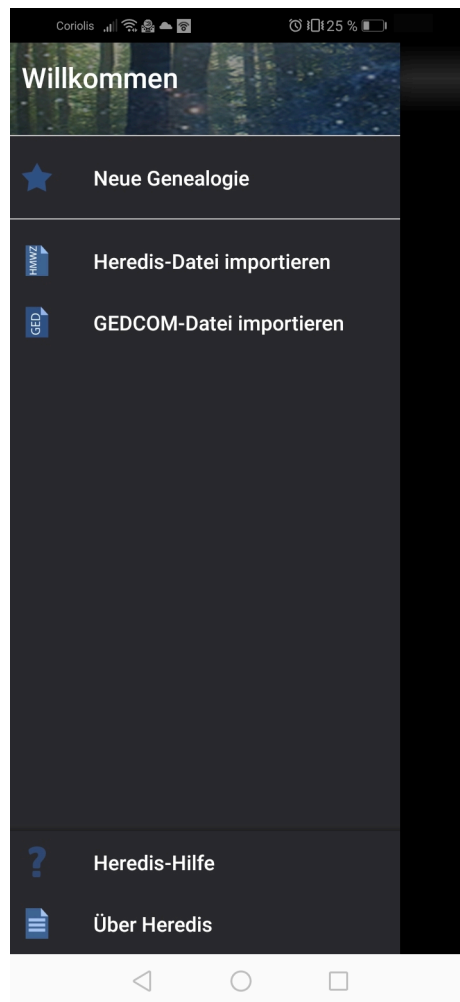 Coriolis 25 %
Willkommen
Neue Genealogie
HMWZ
Heredis-Datei importieren
GED
GEDCOM-Datei importieren
Heredis-Hilfe
Über Heredis